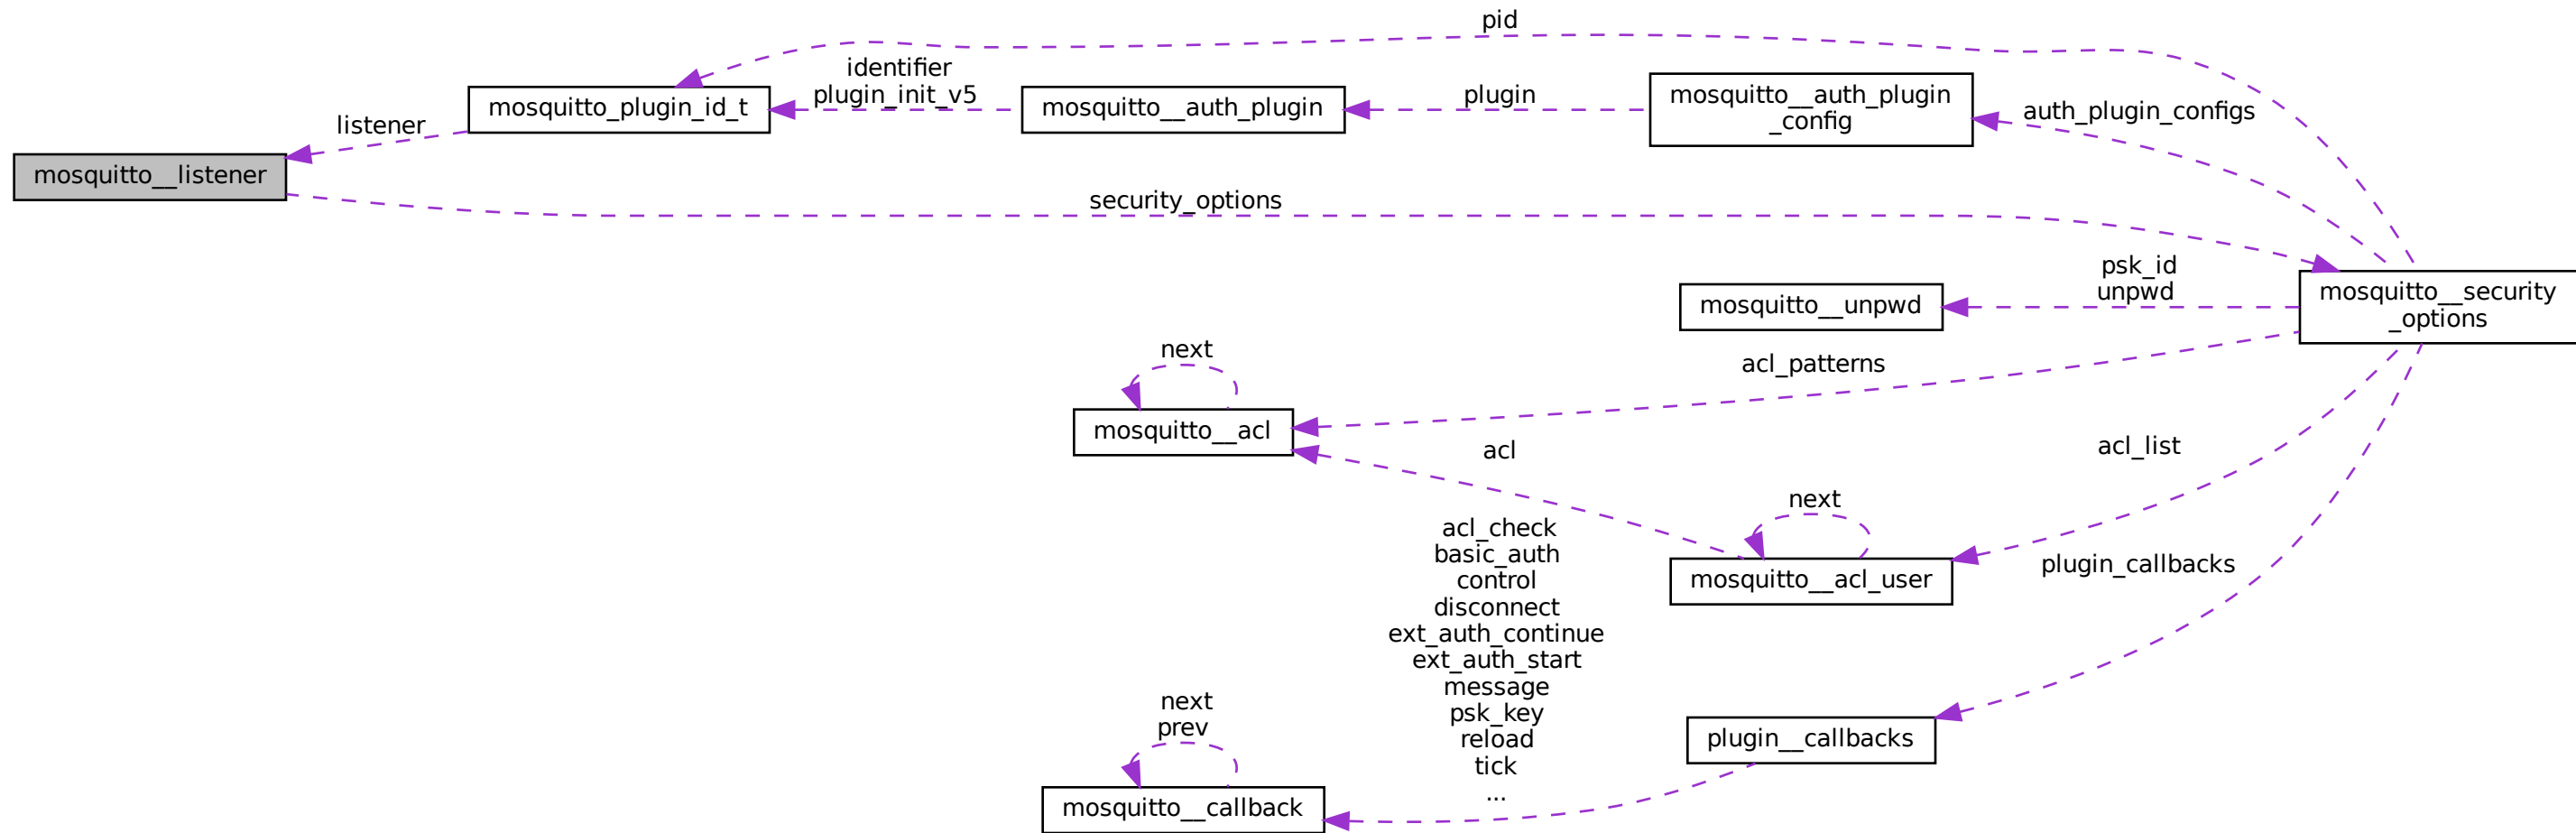 pid
identifier
plugin_init_v5
mosquitto_plugin_id_t
mosquitto__auth_plugin
plugin
mosquitto__auth_plugin
_config
auth_plugin_configs
listener
mosquitto__listener
security_options
psk_id
unpwd
mosquitto__unpwd
mosquitto__security
_options
next
acl_patterns
mosquitto__acl
acl
acl_list
next
acl_check
basic_auth
control
disconnect
ext_auth_continue
ext_auth_start
message
psk_key
reload
tick
...
mosquitto__acl_user
plugin_callbacks
next
prev
plugin__callbacks
mosquitto__callback